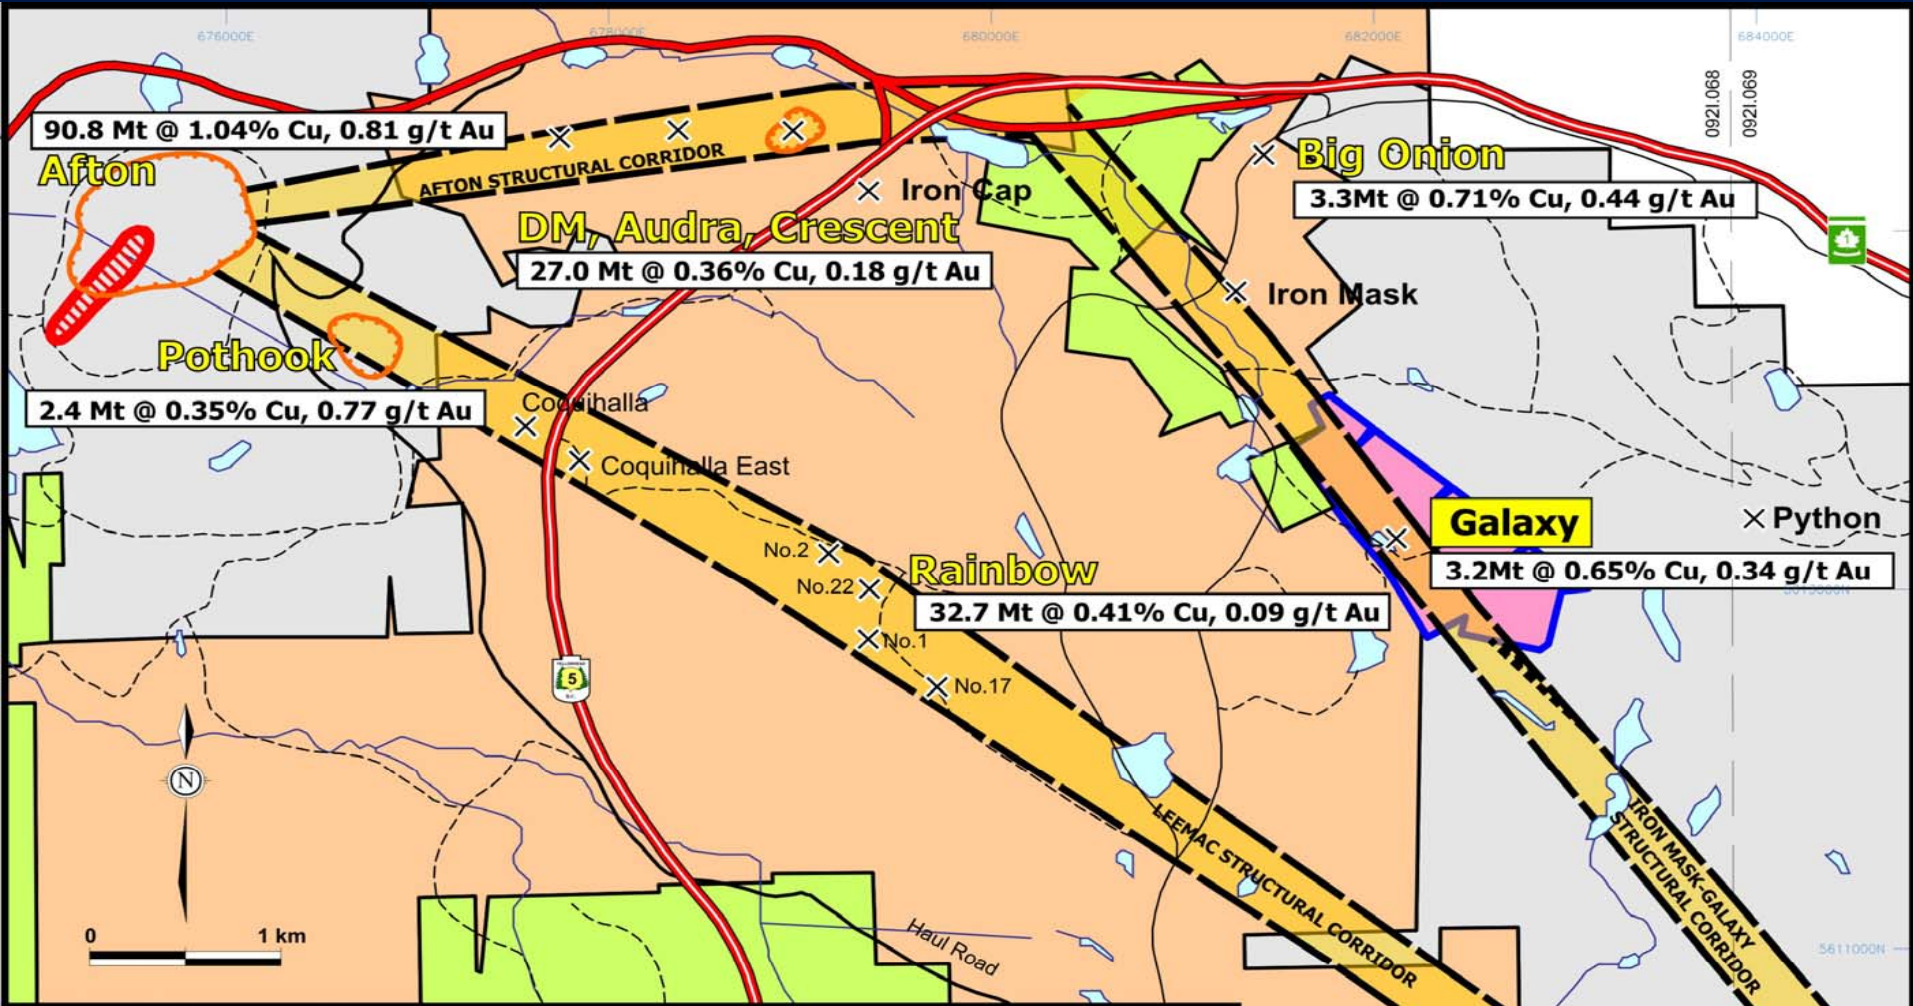 676000E
678000E
680000E
682000E
684000E
092I.068
092I.069
90.8 Mt @ 1.04% Cu, 0.81 g/t Au
Afton
AFTON STRUCTURAL CORRIDOR
Iron Cap
Big Onion
3.3Mt @ 0.71% Cu, 0.44 g/t Au
1
DM, Audra, Crescent
27.0 Mt @ 0.36% Cu, 0.18 g/t Au
Iron Mask
Pothook
2.4 Mt @ 0.35% Cu, 0.77 g/t Au
Coquihalla
Coquihalla East
Galaxy
Python
3.2Mt @ 0.65% Cu, 0.34 g/t Au
No.2
No.22
Rainbow
32.7 Mt @ 0.41% Cu, 0.09 g/t Au
No.1
No.17
5
N
LEEMAC STRUCTURAL CORRIDOR
IRON MASK-GALAXY
STRUCTURAL CORRIDOR
0 1 km
Haul Road
5611000N